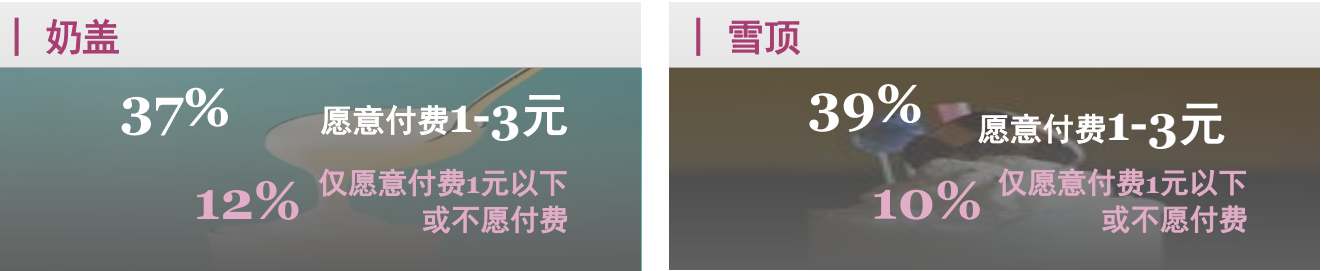 奶盖
37% 愿意付费1-3元
12% 仅愿意付费1元以下
或不愿付费
雪顶
39% 愿意付费1-3元
10% 仅愿意付费1元以下
或不愿付费